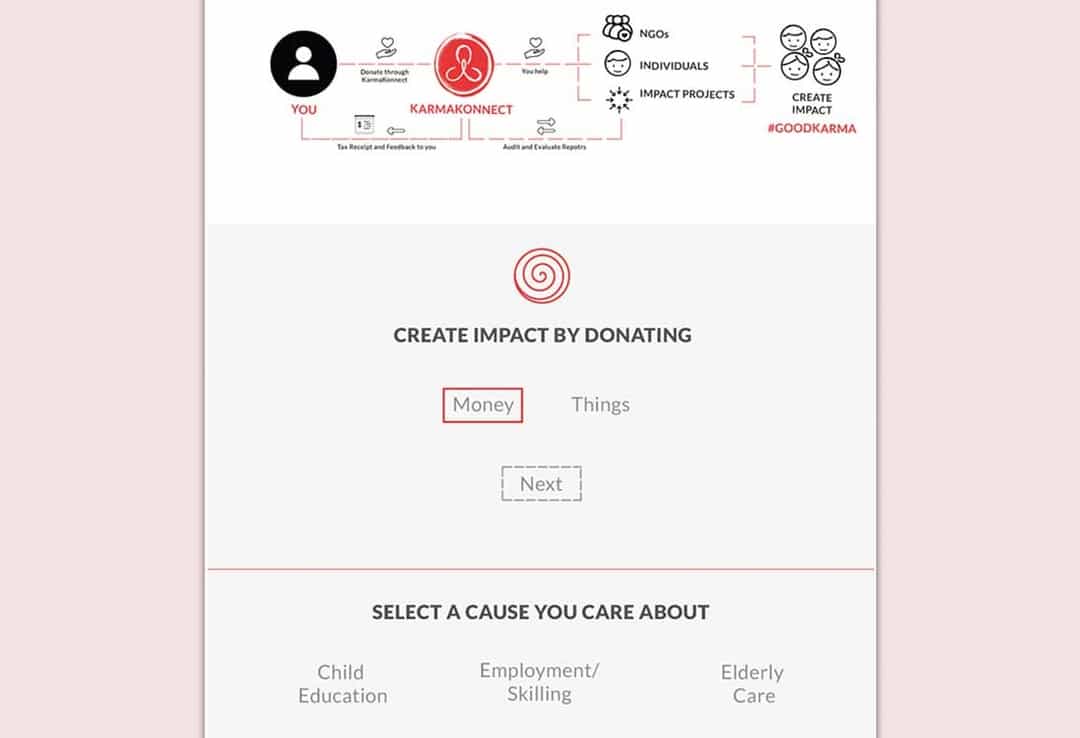 NGOs
Donate through
KarmaKonnect
You help
INDIVIDUALS
IMPACT PROJECTS
YOU
KARMAKONNECT
CREATE
IMPACT
#GOODKARMA
Tax Receipt and Feedback to you
Audit and Evaluate Repotrs
CREATE IMPACT BY DONATING
Money
Things
Next
SELECT A CAUSE YOU CARE ABOUT
Child
Education
Employment/
Skilling
Elderly
Care